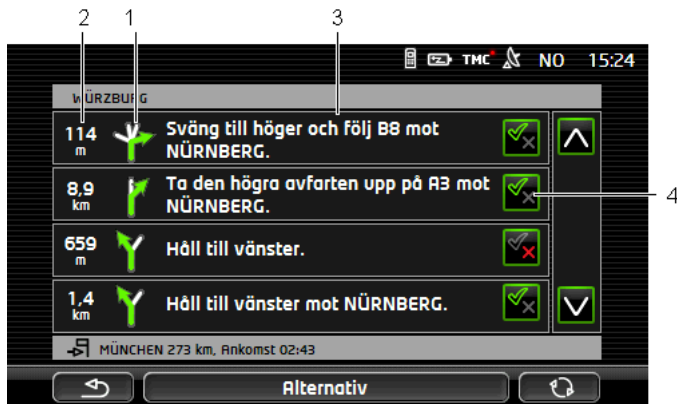 2 1 3
TMC NO 15:24
WÜRZBURG
114 m
Sväng till höger och följ B8 mot
NÜRNBERG.
8,9 km
Ta den högra avfarten upp på A3 mot
NÜRNBERG.
4
659 m
Håll till vänster.
1,4 km
Håll till vänster mot NÜRNBERG.
MÜNCHEN 273 km, Ankomst 02:43
Alternativ